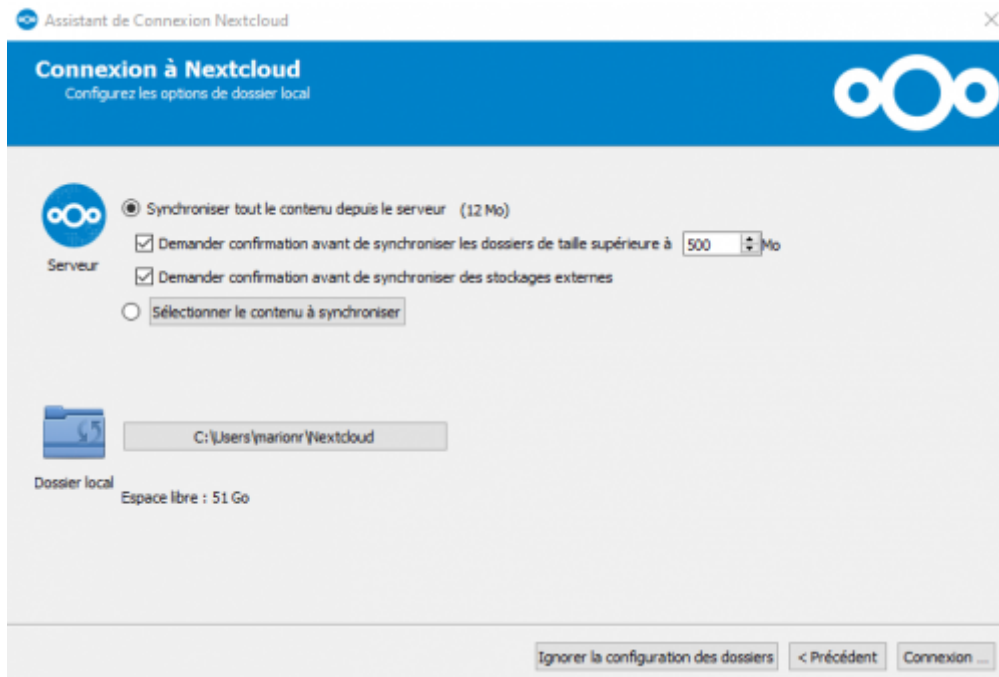 Assistant de Connexion Nextcloud
Connexion à Nextcloud
Configurez les options de dossier local
Synchroniser tout le contenu depuis le serveur (12 Mo)
Demander confirmation avant de synchroniser les dossiers de taille supérieure à 500 Mo
Serveur
Demander confirmation avant de synchroniser des stockages externes
Sélectionner le contenu à synchroniser
C:\Users\marionr\Nextcloud
Dossier local
Espace libre : 51 Go
Ignorer la configuration des dossiers < Précédent Connexion ...